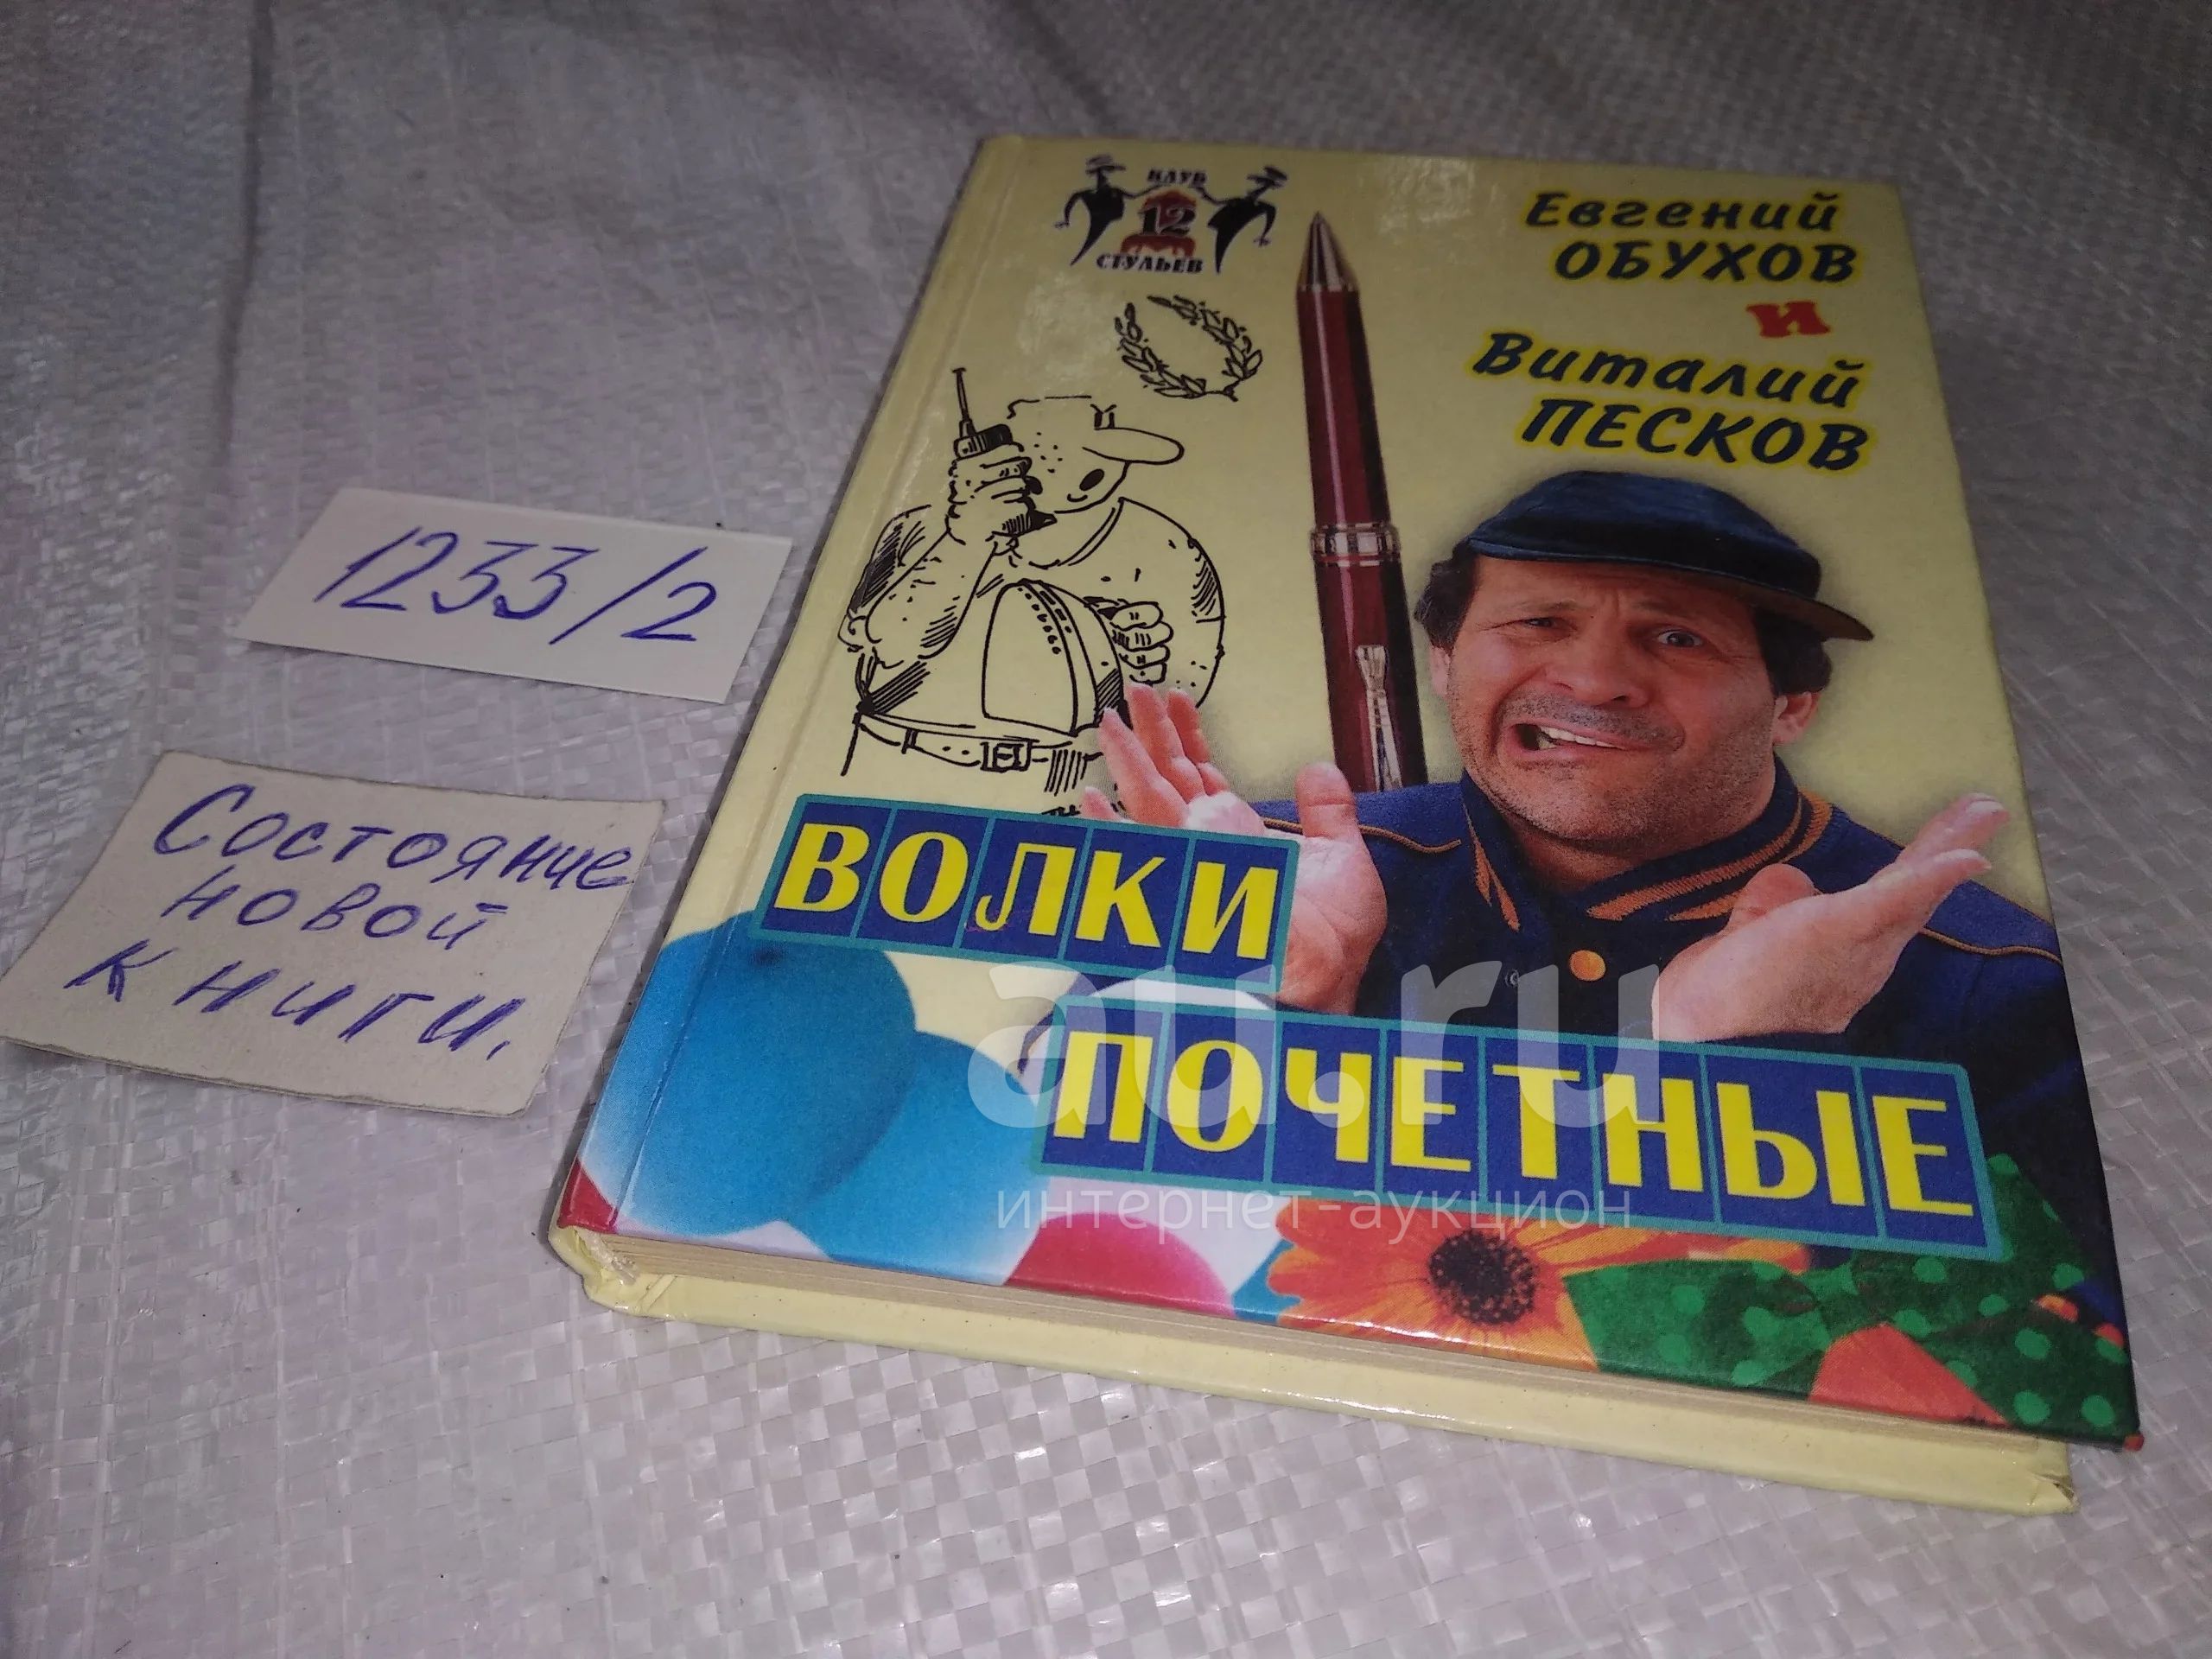 КЛУБ
12
СТУЛЬЕВ
Евгений
ОБУХОВ
и
Виталий
ПЕСКОВ
1233/2
Состояние
новой
книги.
ВОЛКИ
ПОЧЕТНЫЕ
au.ru
интернет-аукцион